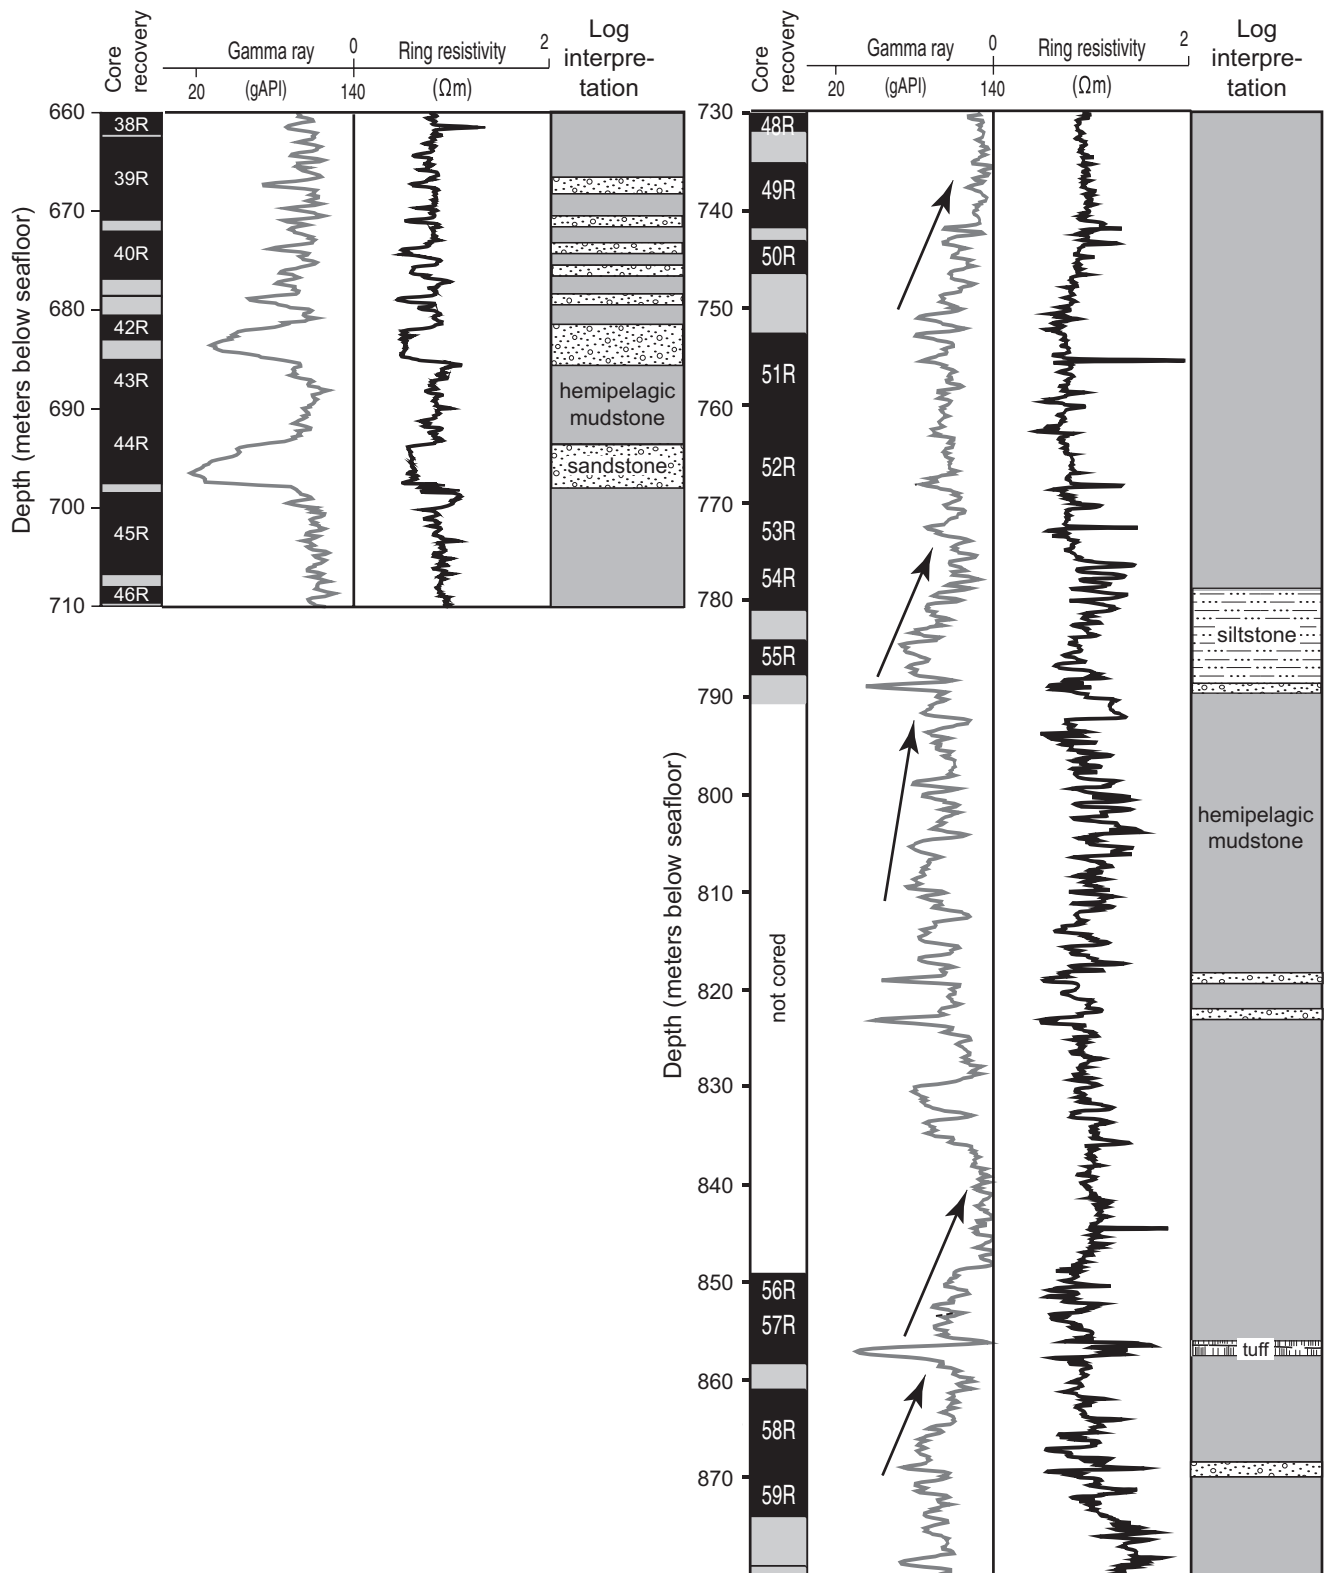 Core
recovery
Gamma ray
0
Ring resistivity
2
Log
interpre-
tation
20
(gAPI)
140
(Ωm)
Depth (meters below seafloor)
660
670
680
690
700
710
38R
39R
40R
42R
43R
44R
45R
46R
hemipelagic
mudstone
sandstone
Core
recovery
Gamma ray
0
Ring resistivity
2
Log
interpre-
tation
20
(gAPI)
140
(Ωm)
Depth (meters below seafloor)
730
740
750
760
770
780
790
800
810
820
830
840
850
860
870
48R
49R
50R
51R
52R
53R
54R
55R
not cored
56R
57R
58R
59R
siltstone
hemipelagic
mudstone
tuff